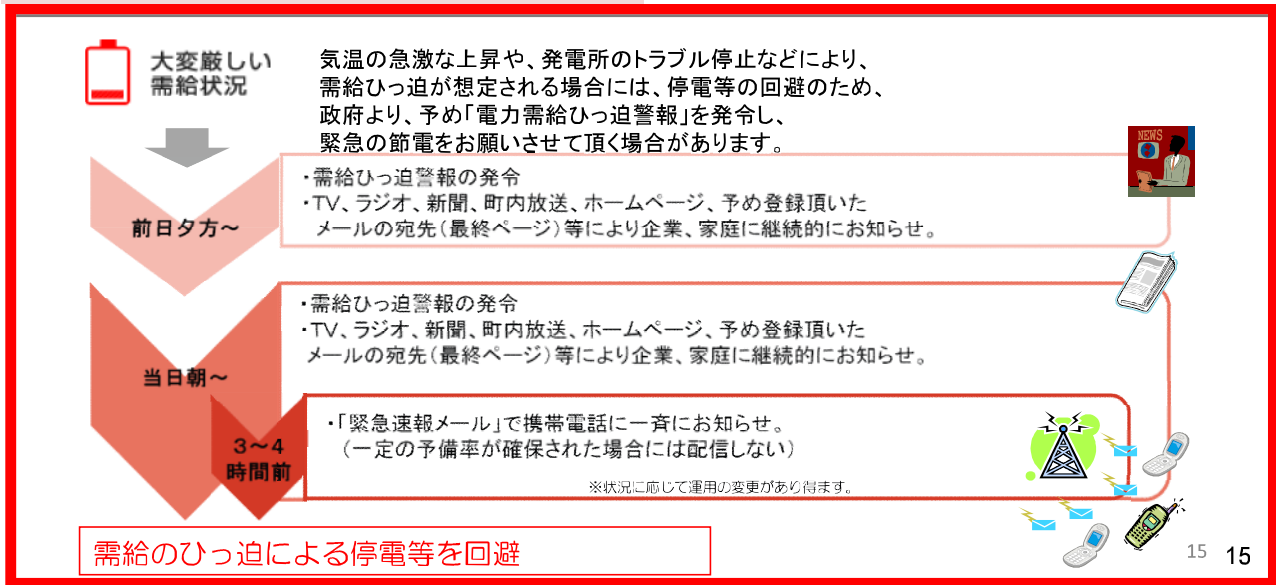 大変厳しい
需給状況
気温の急激な上昇や、発電所のトラブル停止などにより、
需給ひっ迫が想定される場合には、停電等の回避のため、
政府より、予め「電力需給ひっ迫警報」を発令し、
緊急の節電をお願いさせて頂く場合があります。
NEWS
前日夕方～
・需給ひっ迫警報の発令
・TV、ラジオ、新聞、町内放送、ホームページ、予め登録頂いた
メールの宛先（最終ページ）等により企業、家庭に継続的にお知らせ。
当日朝～
・需給ひっ迫警報の発令
・TV、ラジオ、新聞、町内放送、ホームページ、予め登録頂いた
メールの宛先（最終ページ）等により企業、家庭に継続的にお知らせ。
３～４
時間前
・「緊急速報メール」で携帯電話に一斉にお知らせ。
（一定の予備率が確保された場合には配信しない）
※状況に応じて運用の変更があり得ます。
需給のひっ迫による停電等を回避
15
15